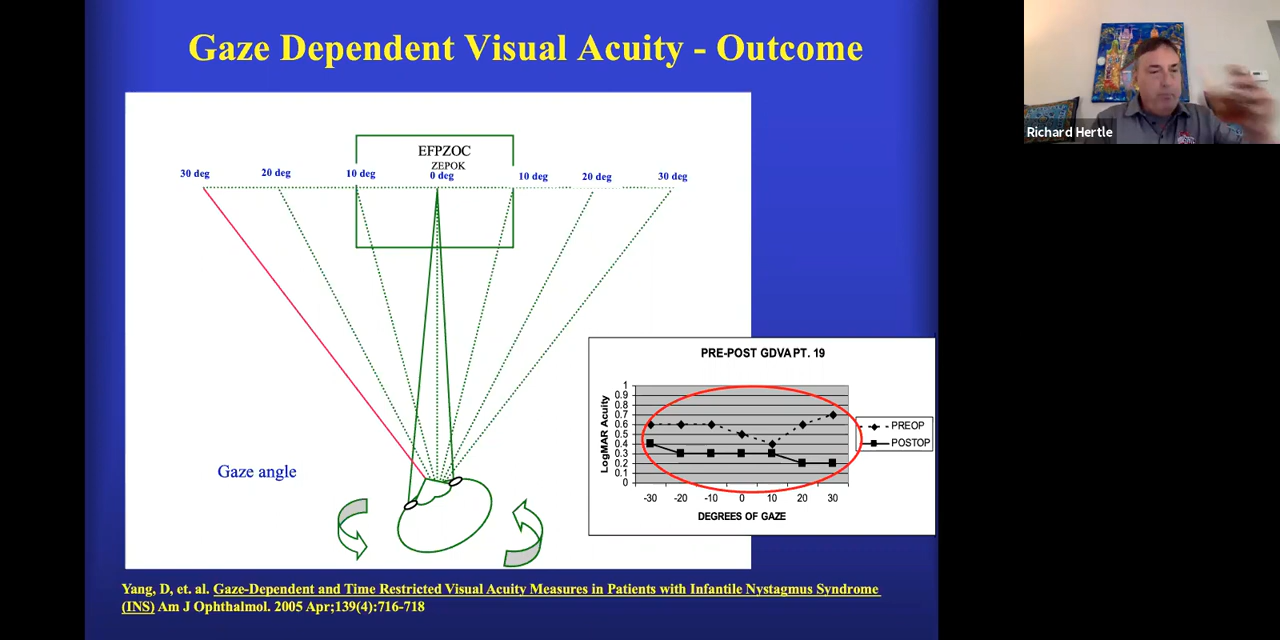 Gaze Dependent Visual Acuity - Outcome
Richard Hertle
EFPZOC
ZEPOK
30 deg 20 deg 10 deg 0 deg 10 deg 20 deg 30 deg
Gaze angle
PRE-POST GDVA PT. 19
LogMAR Acuity
1
0.9
0.8
0.7
0.6
0.5
0.4
0.3
0.2
0.1
0
-30 -20 -10 0 10 20 30
DEGREES OF GAZE
PREOP
POSTOP
Yang, D, et. al. Gaze-Dependent and Time Restricted Visual Acuity Measures in Patients with Infantile Nystagmus Syndrome
(INS) Am J Ophthalmol. 2005 Apr;139(4):716-718